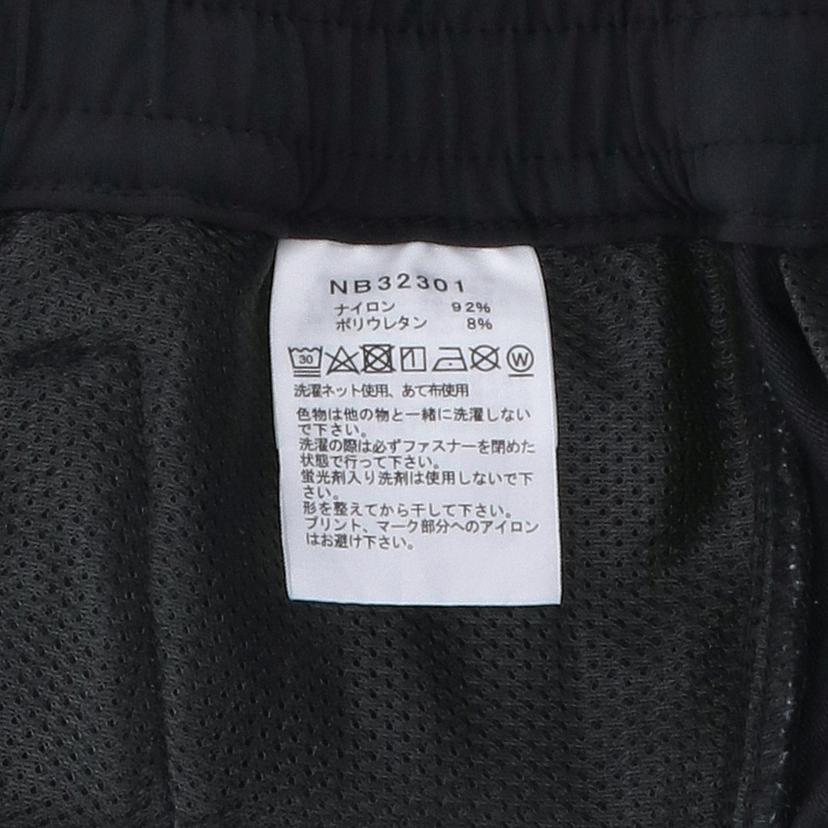 NB32301
ナイロン 92%
ポリウレタン 8%
30 W
洗濯ネット使用、あて布使用
色物は他の物と一緒に洗濯しない
で下さい。
洗濯の際は必ずファスナーを閉めた
状態で行って下さい。
蛍光剤入り洗剤は使用しないで下
さい。
形を整えてから干して下さい。
プリント、マーク部分へのアイロン
はお避け下さい。